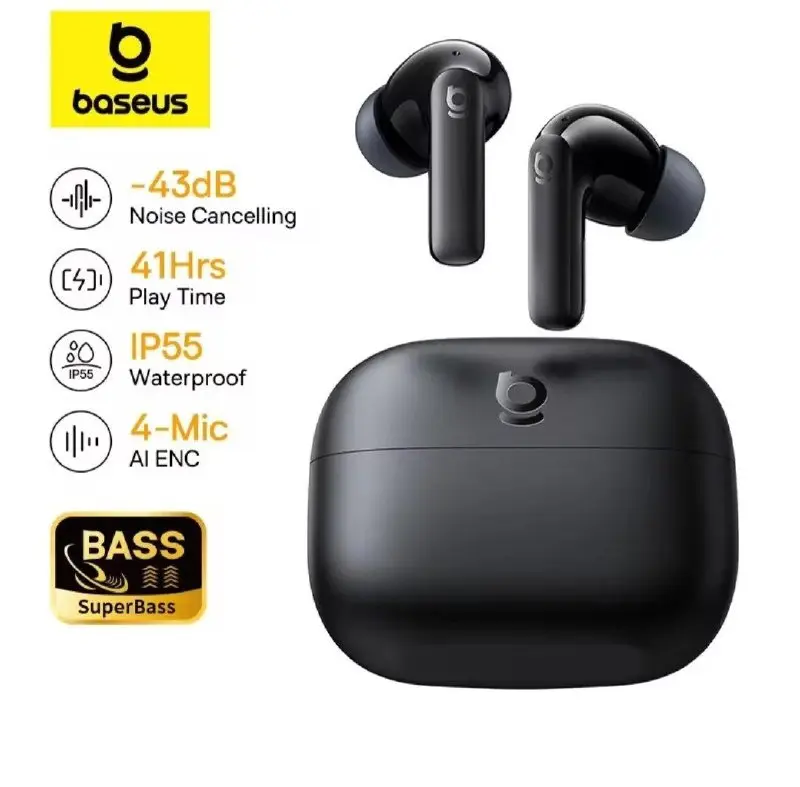 baseus
-43dB
Noise Cancelling
41Hrs
Play Time
IP55
IP55
Waterproof
4-Mic
AI ENC
BASS
SuperBass